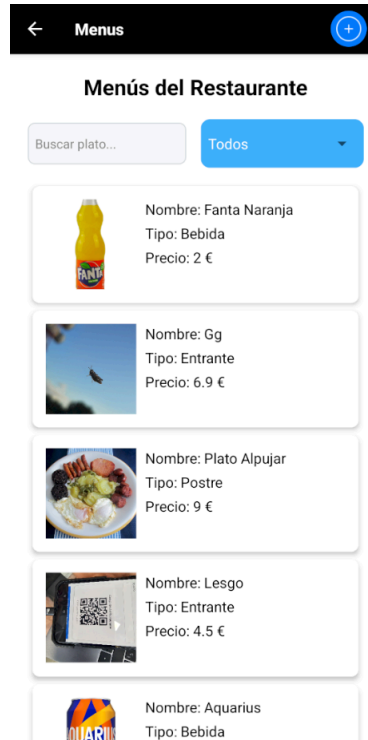 Menus
Menús del Restaurante
Buscar plato...
Todos
Nombre: Fanta Naranja
Tipo: Bebida
Precio: 2 €
FANTA
Nombre: Gg
Tipo: Entrante
Precio: 6.9 €
Nombre: Plato Alpujar
Tipo: Postre
Precio: 9 €
Nombre: Lesgo
Tipo: Entrante
Precio: 4.5 €
Nombre: Aquarius
Tipo: Bebida